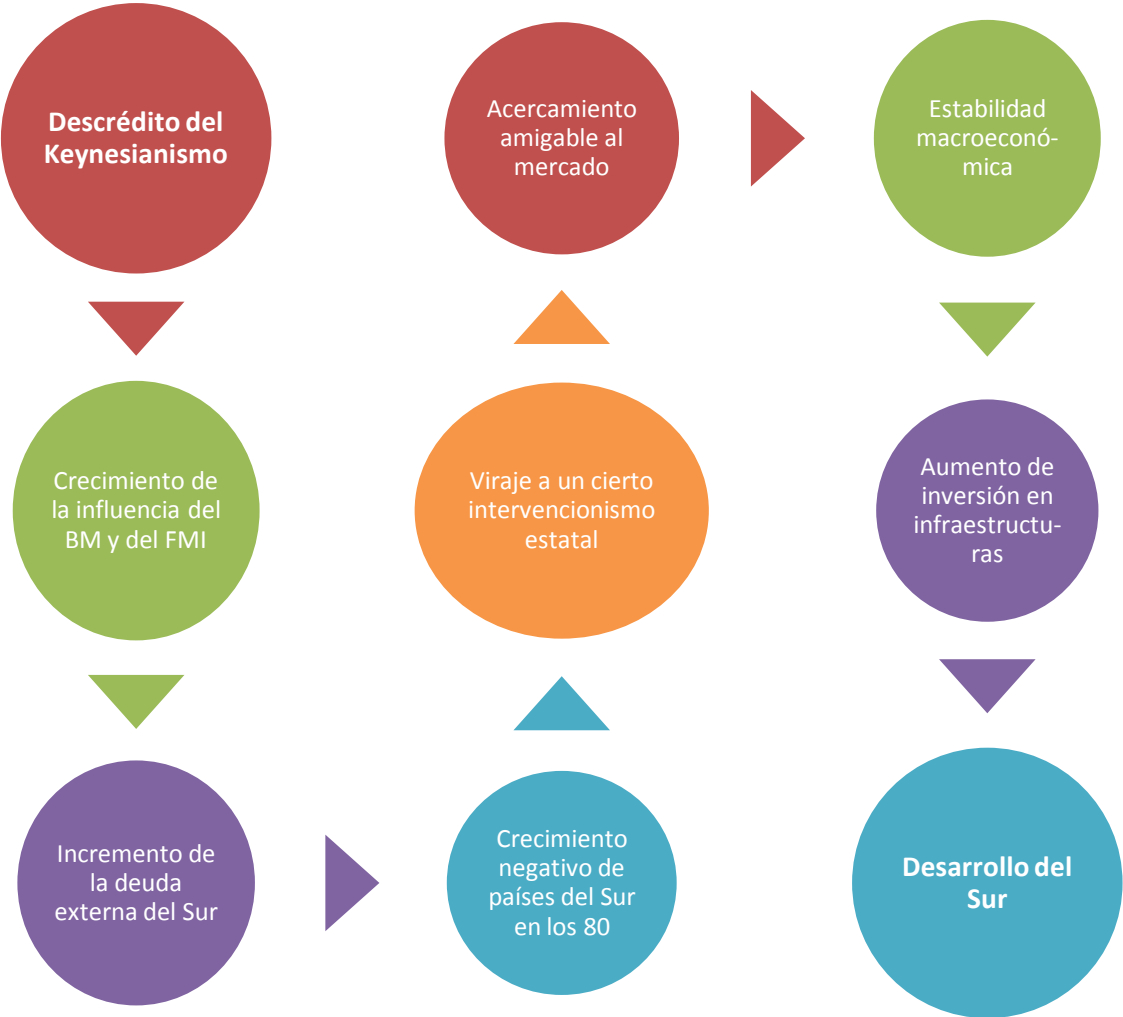 Descrédito del
Keynesianismo
Crecimiento de
la influencia del
BM y del FMI
Incremento de
la deuda
externa del Sur
Crecimiento
negativo de
países del Sur
en los 80
Viraje a un cierto
intervencionismo
estatal
Acercamiento
amigable al
mercado
Estabilidad
macroeconó-
mica
Aumento de
inversión en
infraestructu-
ras
Desarrollo del
Sur